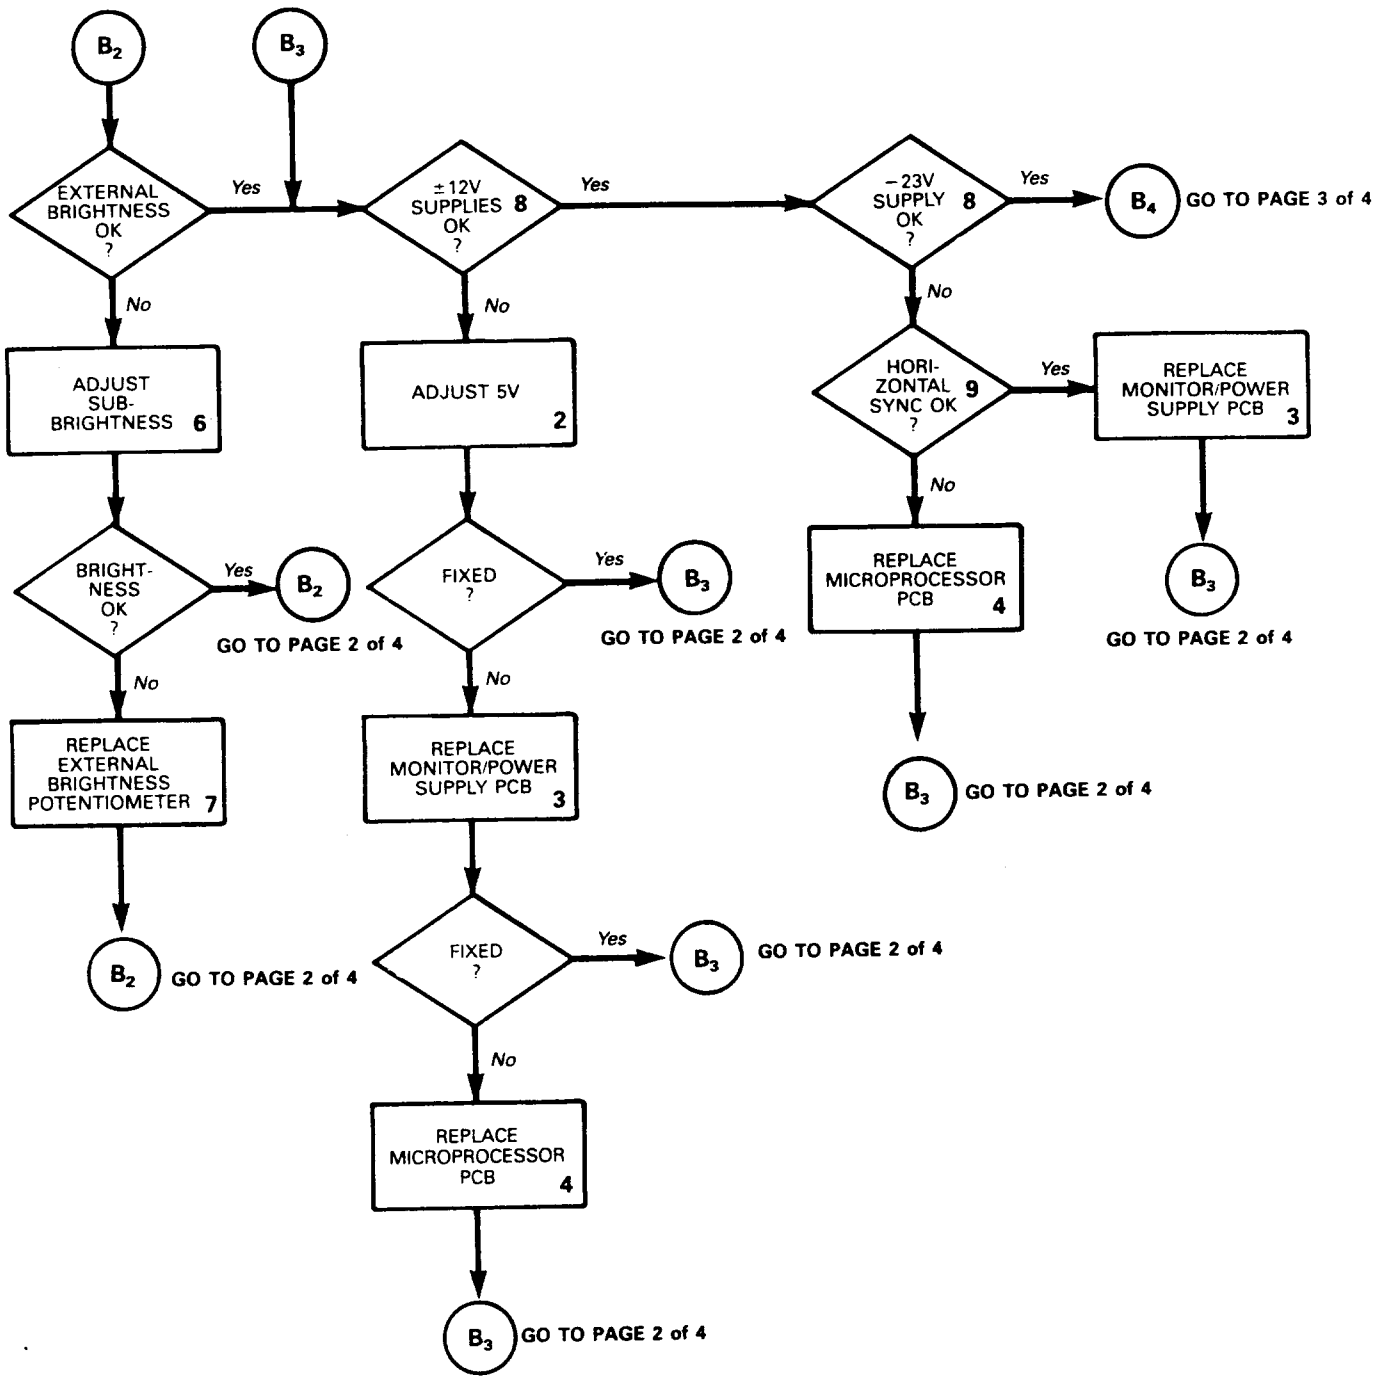 B2
B3
EXTERNAL
BRIGHTNESS
OK
?
Yes
No
±12V
SUPPLIES 8
OK
?
Yes
No
−23V
SUPPLY 8
OK
?
Yes
No
B4 GO TO PAGE 3 of 4
ADJUST
SUB-
BRIGHTNESS 6
ADJUST 5V
2
HORI-
ZONTAL 9
SYNC OK
?
Yes
No
REPLACE
MONITOR/POWER
SUPPLY PCB 3
BRIGHT-
NESS
OK
?
Yes
No
B2
GO TO PAGE 2 of 4
FIXED
?
Yes
No
B3
GO TO PAGE 2 of 4
REPLACE
MICROPROCESSOR
PCB 4
B3
GO TO PAGE 2 of 4
REPLACE
EXTERNAL
BRIGHTNESS
POTENTIOMETER 7
REPLACE
MONITOR/POWER
SUPPLY PCB 3
B3 GO TO PAGE 2 of 4
B2 GO TO PAGE 2 of 4
FIXED
?
Yes
No
B3 GO TO PAGE 2 of 4
REPLACE
MICROPROCESSOR
PCB 4
B3 GO TO PAGE 2 of 4